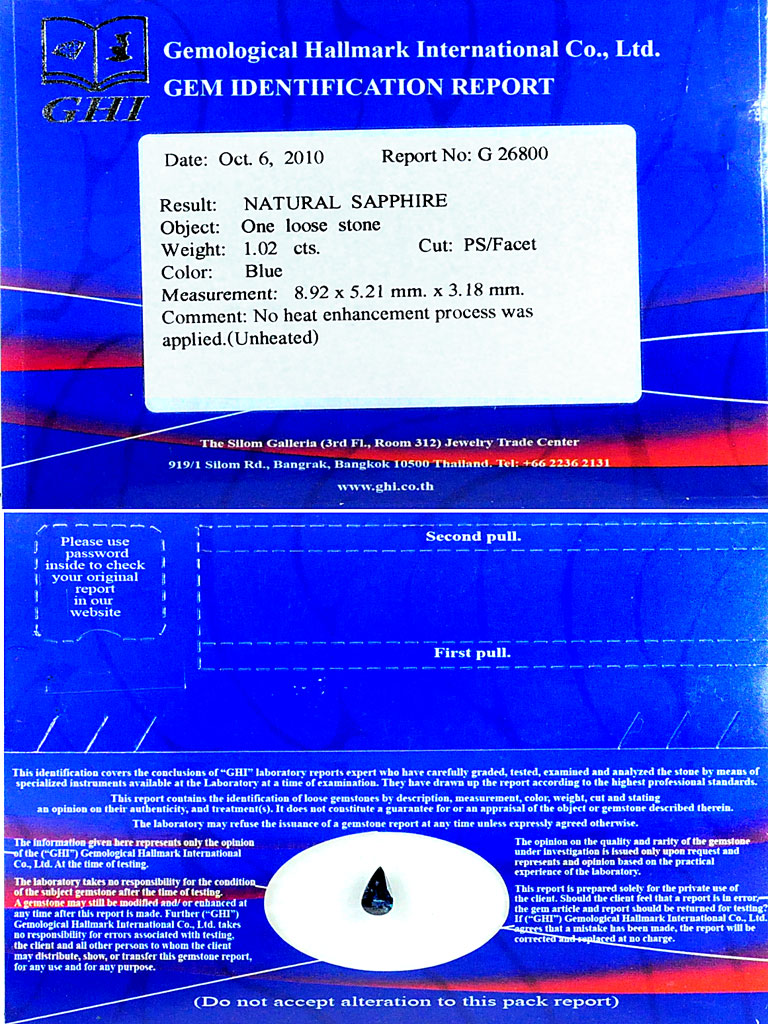 GHI
Gemological Hallmark International Co., Ltd.
GEM IDENTIFICATION REPORT
Date: Oct. 6, 2010 Report No: G 26800
Result: NATURAL SAPPHIRE
Object: One loose stone
Weight: 1.02 cts. Cut: PS/Facet
Color: Blue
Measurement: 8.92 x 5.21 mm. x 3.18 mm.
Comment: No heat enhancement process was
applied.(Unheated)
The Silom Galleria (3rd Fl., Room 312) Jewelry Trade Center
919/1 Silom Rd., Bangrak, Bangkok 10500 Thailand. Tel: +66 2236 2131
www.ghi.co.th
Please use
password
inside to check
your original
report
in our
website
Second pull.
First pull.
This identification covers the conclusions of “GHI” laboratory reports expert who have carefully graded, tested, examined and analyzed the stone by means of
specialized instruments available at the Laboratory at a time of examination. They have drawn up the report according to the highest professional standards.
This report contains the identification of loose gemstones by description, measurement, color, weight, cut and stating
an opinion on their authenticity, and treatment(s). It does not constitute a guarantee for or an appraisal of the object or gemstone described therein.
The laboratory may refuse the issuance of a gemstone report at any time unless expressly agreed otherwise.
The information given here represents only the opinion
of the (“GHI”) Gemological Hallmark International
Co., Ltd. At the time of testing.
The laboratory takes no responsibility for the condition
of the subject gemstone after the time of testing.
A gemstone may still be modified and/ or enhanced at
any time after this report is made. Further (“GHI”)
Gemological Hallmark International Co., Ltd. takes
no responsibility for errors associated with testing,
the client and all other persons to whom the client
may distribute, show, or transfer this gemstone report,
for any use and for any purpose.
The opinion on the quality and rarity of the gemstone
under investigation is issued only upon request and
represents and opinion based on the practical
experience of the laboratory.
This report is prepared solely for the private use of
the client. Should the client feel that a report is in error,
the gem article and report should be returned for testing?
If (“GHI”) Gemological Hallmark International Co., Ltd.
agrees that a mistake has been made, the report will be
corrected and replaced at no charge.
(Do not accept alteration to this pack report)